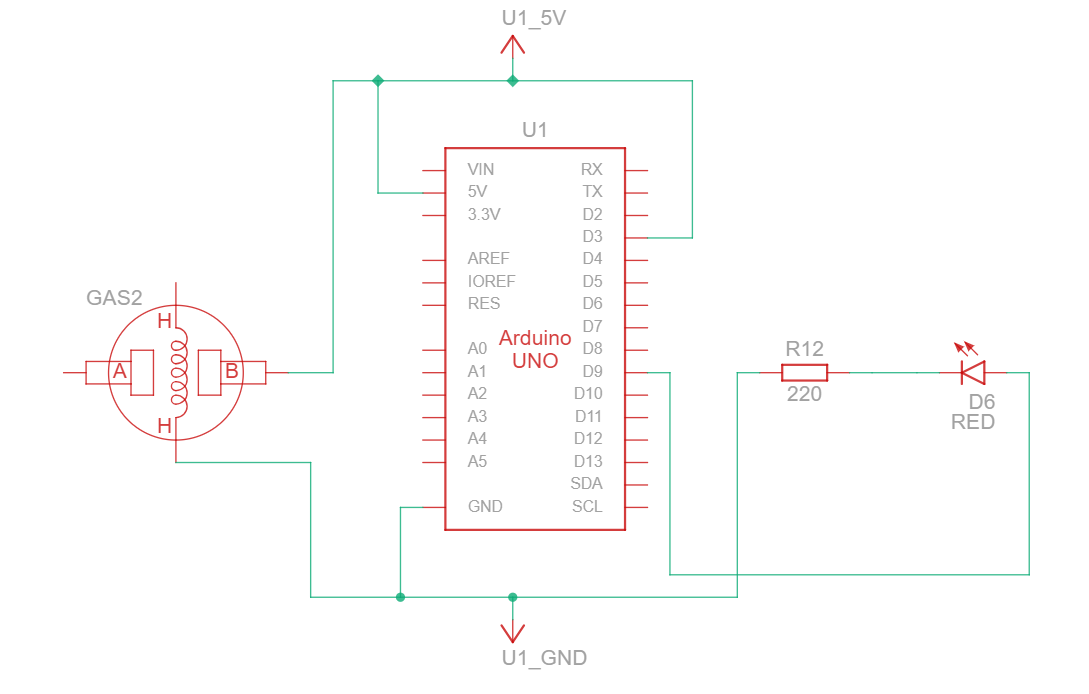 U1_5V
U1
VIN
RX
5V
TX
3.3V
D2
D3
AREF
D4
IOREF
D5
RES
D6
D7
Arduino
UNO
A0
D8
A1
D9
A2
D10
A3
D11
A4
D12
A5
D13
SDA
GND
SCL
GAS2
H
A
B
H
R12
220
D6
RED
U1_GND